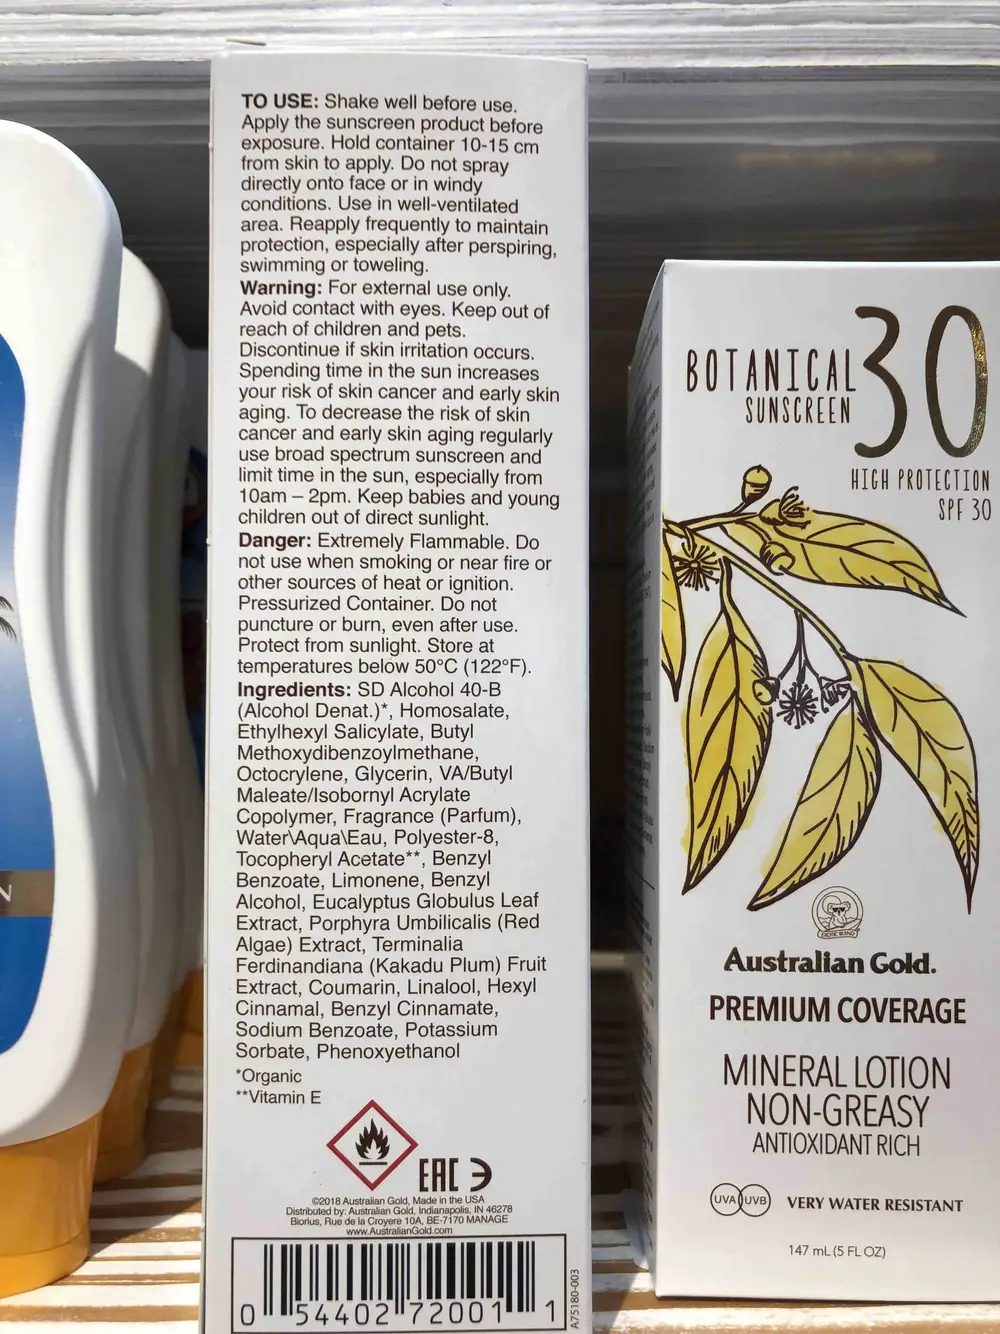 TO USE: Shake well before use.
Apply the sunscreen product before
exposure. Hold container 10-15 cm
from skin to apply. Do not spray
directly onto face or in windy
conditions. Use in well-ventilated
area. Reapply frequently to maintain
protection, especially after perspiring,
swimming or toweling.
Warning: For external use only.
Avoid contact with eyes. Keep out of
reach of children and pets.
Discontinue if skin irritation occurs.
Spending time in the sun increases
your risk of skin cancer and early skin
aging. To decrease the risk of skin
cancer and early skin aging regularly
use broad spectrum sunscreen and
limit time in the sun, especially from
10am – 2pm. Keep babies and young
children out of direct sunlight.
Danger: Extremely Flammable. Do
not use when smoking or near fire or
other sources of heat or ignition.
Pressurized Container. Do not
puncture or burn, even after use.
Protect from sunlight. Store at
temperatures below 50°C (122°F).
Ingredients: SD Alcohol 40-B
(Alcohol Denat.)*, Homosalate,
Ethylhexyl Salicylate, Butyl
Methoxydibenzoylmethane,
Octocrylene, Glycerin, VA/Butyl
Maleate/Isobornyl Acrylate
Copolymer, Fragrance (Parfum),
Water\Aqua\Eau, Polyester-8,
Tocopheryl Acetate**, Benzyl
Benzoate, Limonene, Benzyl
Alcohol, Eucalyptus Globulus Leaf
Extract, Porphyra Umbilicalis (Red
Algae) Extract, Terminalia
Ferdinandiana (Kakadu Plum) Fruit
Extract, Coumarin, Linalool, Hexyl
Cinnamal, Benzyl Cinnamate,
Sodium Benzoate, Potassium
Sorbate, Phenoxyethanol
*Organic
**Vitamin E
EAC
©2018 Australian Gold, Made in the USA
Distributed by: Australian Gold, Indianapolis, IN 46278
Biorius, Rue de la Croyere 10A, BE-7170 MANAGE
www.AustralianGold.com
0 54402 72001 1
A75180-003
BOTANICAL 30
SUNSCREEN
HIGH PROTECTION
SPF 30
EXOTIC BLEND
Australian Gold.
PREMIUM COVERAGE
MINERAL LOTION
NON-GREASY
ANTIOXIDANT RICH
UVA UVB VERY WATER RESISTANT
147 mL (5 FL OZ)
N